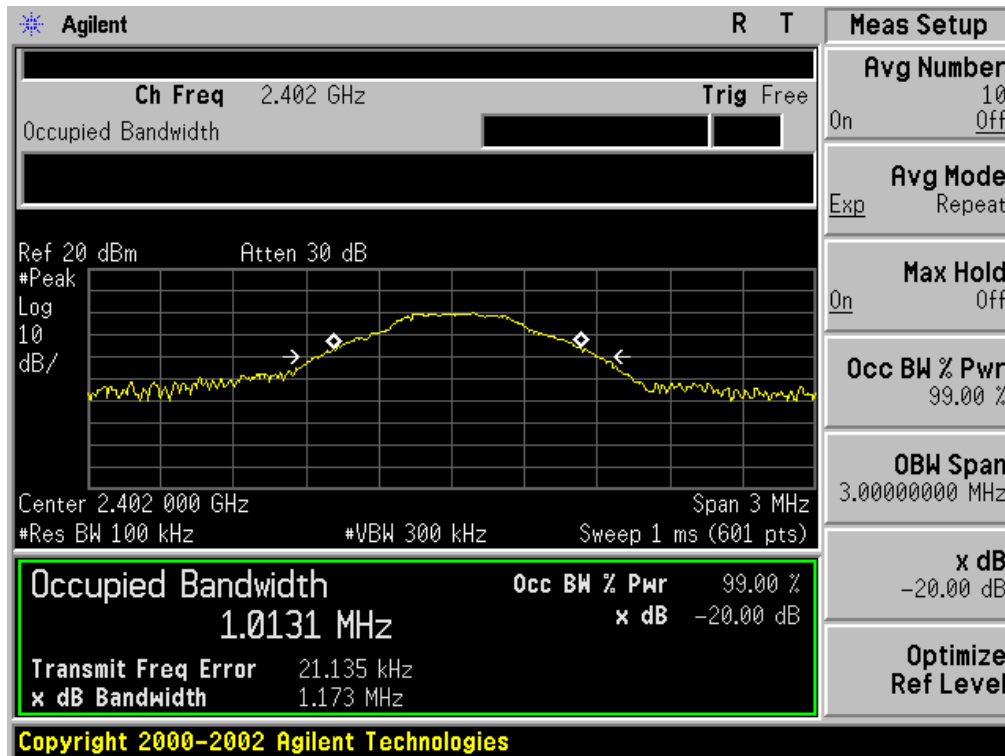 Agilent R T
Ch Freq 2.402 GHz Trig Free
Occupied Bandwidth
Ref 20 dBm Atten 30 dB
#Peak
Log
10
dB/
Center 2.402 000 GHz Span 3 MHz
#Res BW 100 kHz #VBW 300 kHz Sweep 1 ms (601 pts)
Occupied Bandwidth
1.0131 MHz
Occ BW % Pwr 99.00 %
x dB -20.00 dB
Transmit Freq Error 21.135 kHz
x dB Bandwidth 1.173 MHz
Copyright 2000-2002 Agilent Technologies
Meas Setup
Avg Number
10
On Off
Avg Mode
Exp Repeat
Max Hold
On Off
Occ BW % Pwr
99.00 %
OBW Span
3.00000000 MHz
x dB
-20.00 dB
Optimize
Ref Level